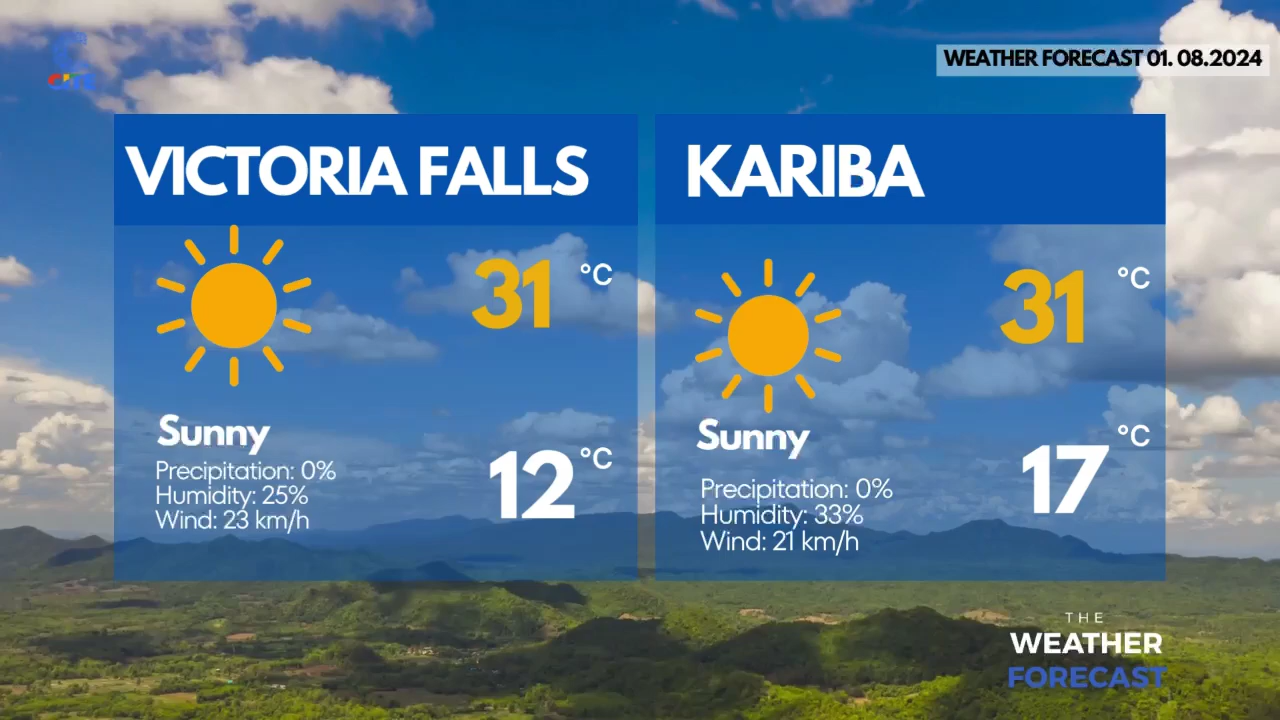 CITE
WEATHER FORECAST 01. 08.2024
VICTORIA FALLS
31 °C
Sunny
Precipitation: 0%
Humidity: 25%
Wind: 23 km/h
12 °C
KARIBA
31 °C
Sunny
Precipitation: 0%
Humidity: 33%
Wind: 21 km/h
17 °C
THE
WEATHER
FORECAST